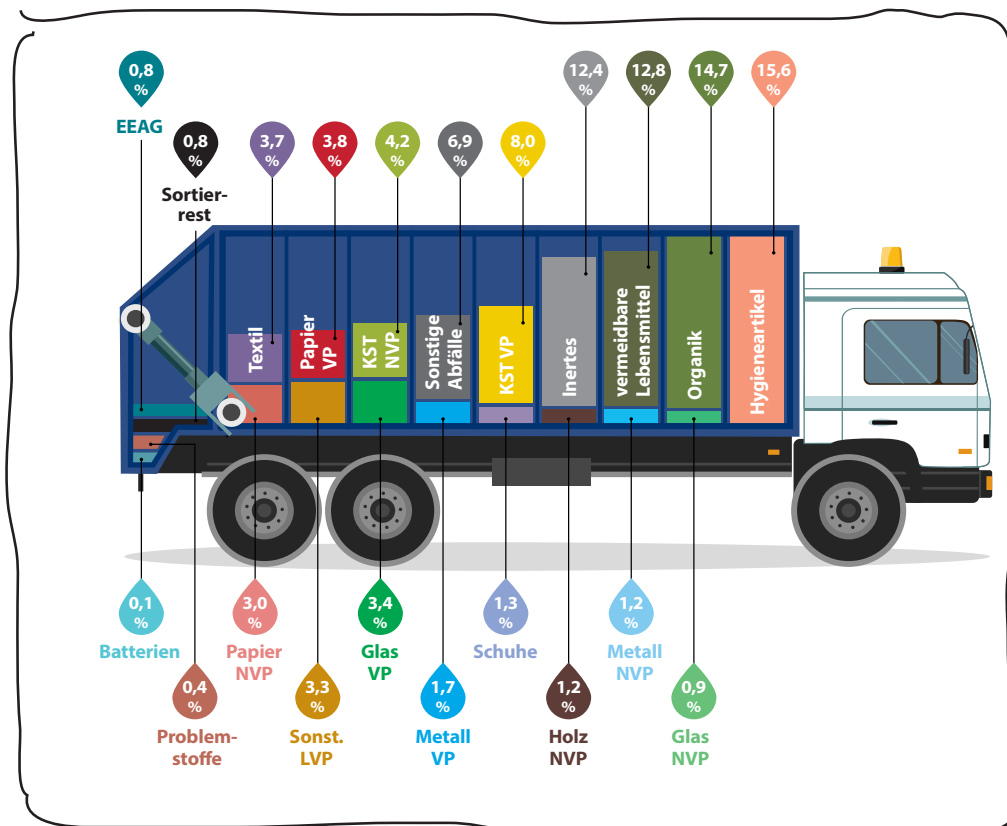 0,8
%
EEAG
0,8
%
Sortier-
rest
3,7
%
3,8
%
4,2
%
6,9
%
8,0
%
12,4
%
12,8
%
14,7
%
15,6
%
Textil
Papier
VP
KST
NVP
Sonstige
Abfälle
KST VP
Inertes
vermeidbare
Lebensmittel
Organik
Hygieneartikel
0,1
%
Batterien
0,4
%
Problem-
stoffe
3,0
%
Papier
NVP
3,3
%
Sonst.
LVP
3,4
%
Glas
VP
1,7
%
Metall
VP
1,3
%
Schuhe
1,2
%
Holz
NVP
1,2
%
Metall
NVP
0,9
%
Glas
NVP